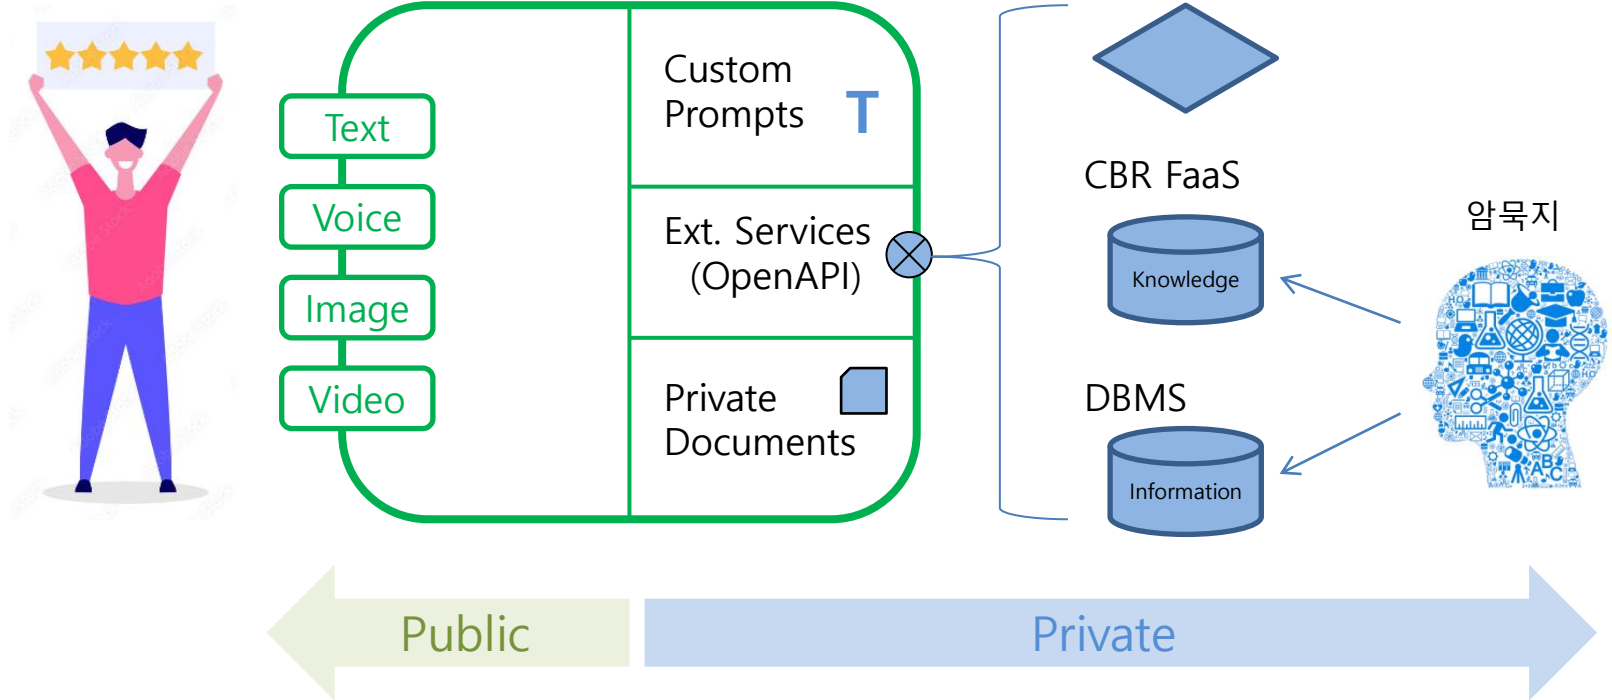 Text
Voice
Image
Video
Custom
Prompts
T
Ext. Services
(OpenAPI)
Private
Documents
CBR FaaS
Knowledge
DBMS
Information
암묵지
ABC
Public
Private